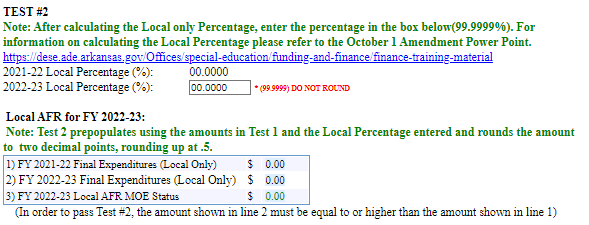 TEST #2
Note: After calculating the Local only Percentage, enter the percentage in the box below(99.9999%). For
information on calculating the Local Percentage please refer to the October 1 Amendment Power Point.
https://dese.ade.arkansas.gov/Offices/special-education/funding-and-finance/finance-training-material
2021-22 Local Percentage (%): 00.0000
2022-23 Local Percentage (%): 00.0000 * (99.9999) DO NOT ROUND
Local AFR for FY 2022-23:
Note: Test 2 prepopulates using the amounts in Test 1 and the Local Percentage entered and rounds the amount
to two decimal points, rounding up at .5.
1) FY 2021-22 Final Expenditures (Local Only) $ 0.00
2) FY 2022-23 Final Expenditures (Local Only) $ 0.00
3) FY 2022-23 Local AFR MOE Status $ 0.00
(In order to pass Test #2, the amount shown in line 2 must be equal to or higher than the amount shown in line 1)